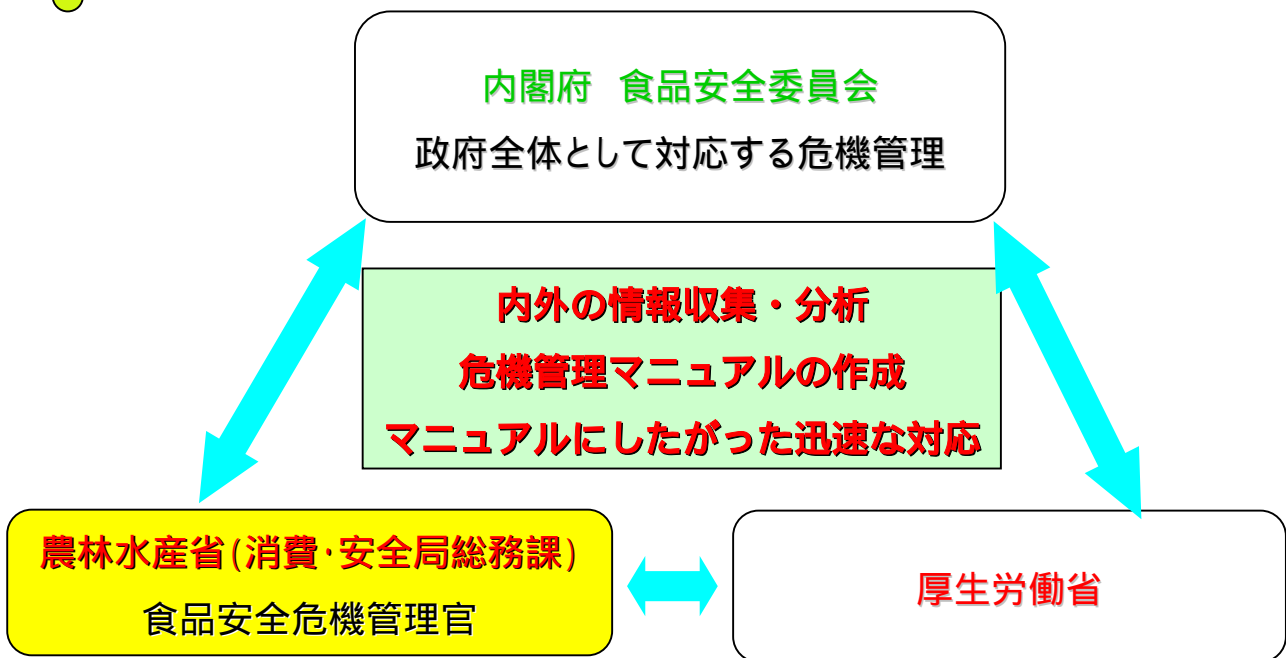 内閣府 食品安全委員会
政府全体として対応する危機管理
内外の情報収集・分析
危機管理マニュアルの作成
マニュアルにしたがった迅速な対応
農林水産省(消費・安全局総務課)
食品安全危機管理官
厚生労働省